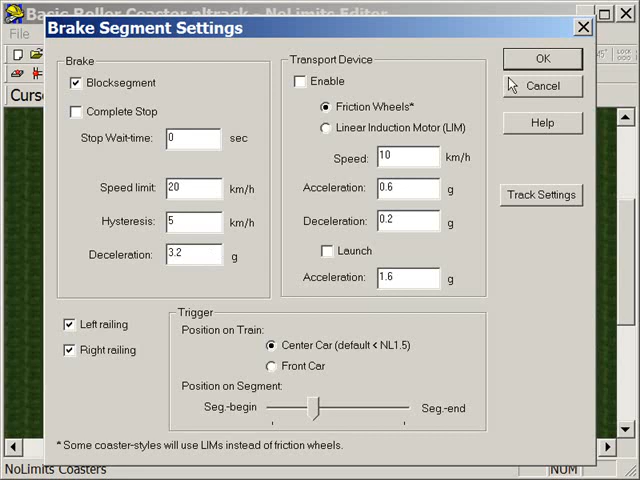 Basic Roller Coaster.nltrack - NoLimits Editor
Brake Segment Settings
File
Curs
Brake
Blocksegment
Complete Stop
Stop Wait-time: 0 sec
Speed limit: 20 km/h
Hysteresis: 5 km/h
Deceleration: 3.2 g
Transport Device
Enable
Friction Wheels*
Linear Induction Motor (LIM)
Speed: 10 km/h
Acceleration: 0.6 g
Deceleration: 0.2 g
Launch
Acceleration: 1.6 g
OK
Cancel
Help
Track Settings
Left railing
Right railing
Trigger
Position on Train:
Center Car (default < NL1.5)
Front Car
Position on Segment:
Seg.-begin
Seg.-end
* Some coaster-styles will use LIMs instead of friction wheels.
NoLimits Coasters
NUM